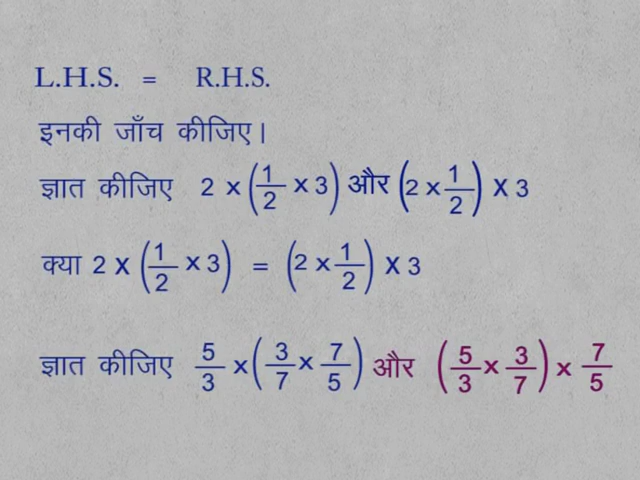 L.H.S. = R.H.S.
इनकी जाँच कीजिए।
ज्ञात कीजिए 2 x (1/2 x 3) और (2 x 1/2) X 3
क्या 2 X (1/2 x 3) = (2 x 1/2) X 3
ज्ञात कीजिए 5/3 x (3/7 x 7/5) और (5/3 x 3/7) x 7/5